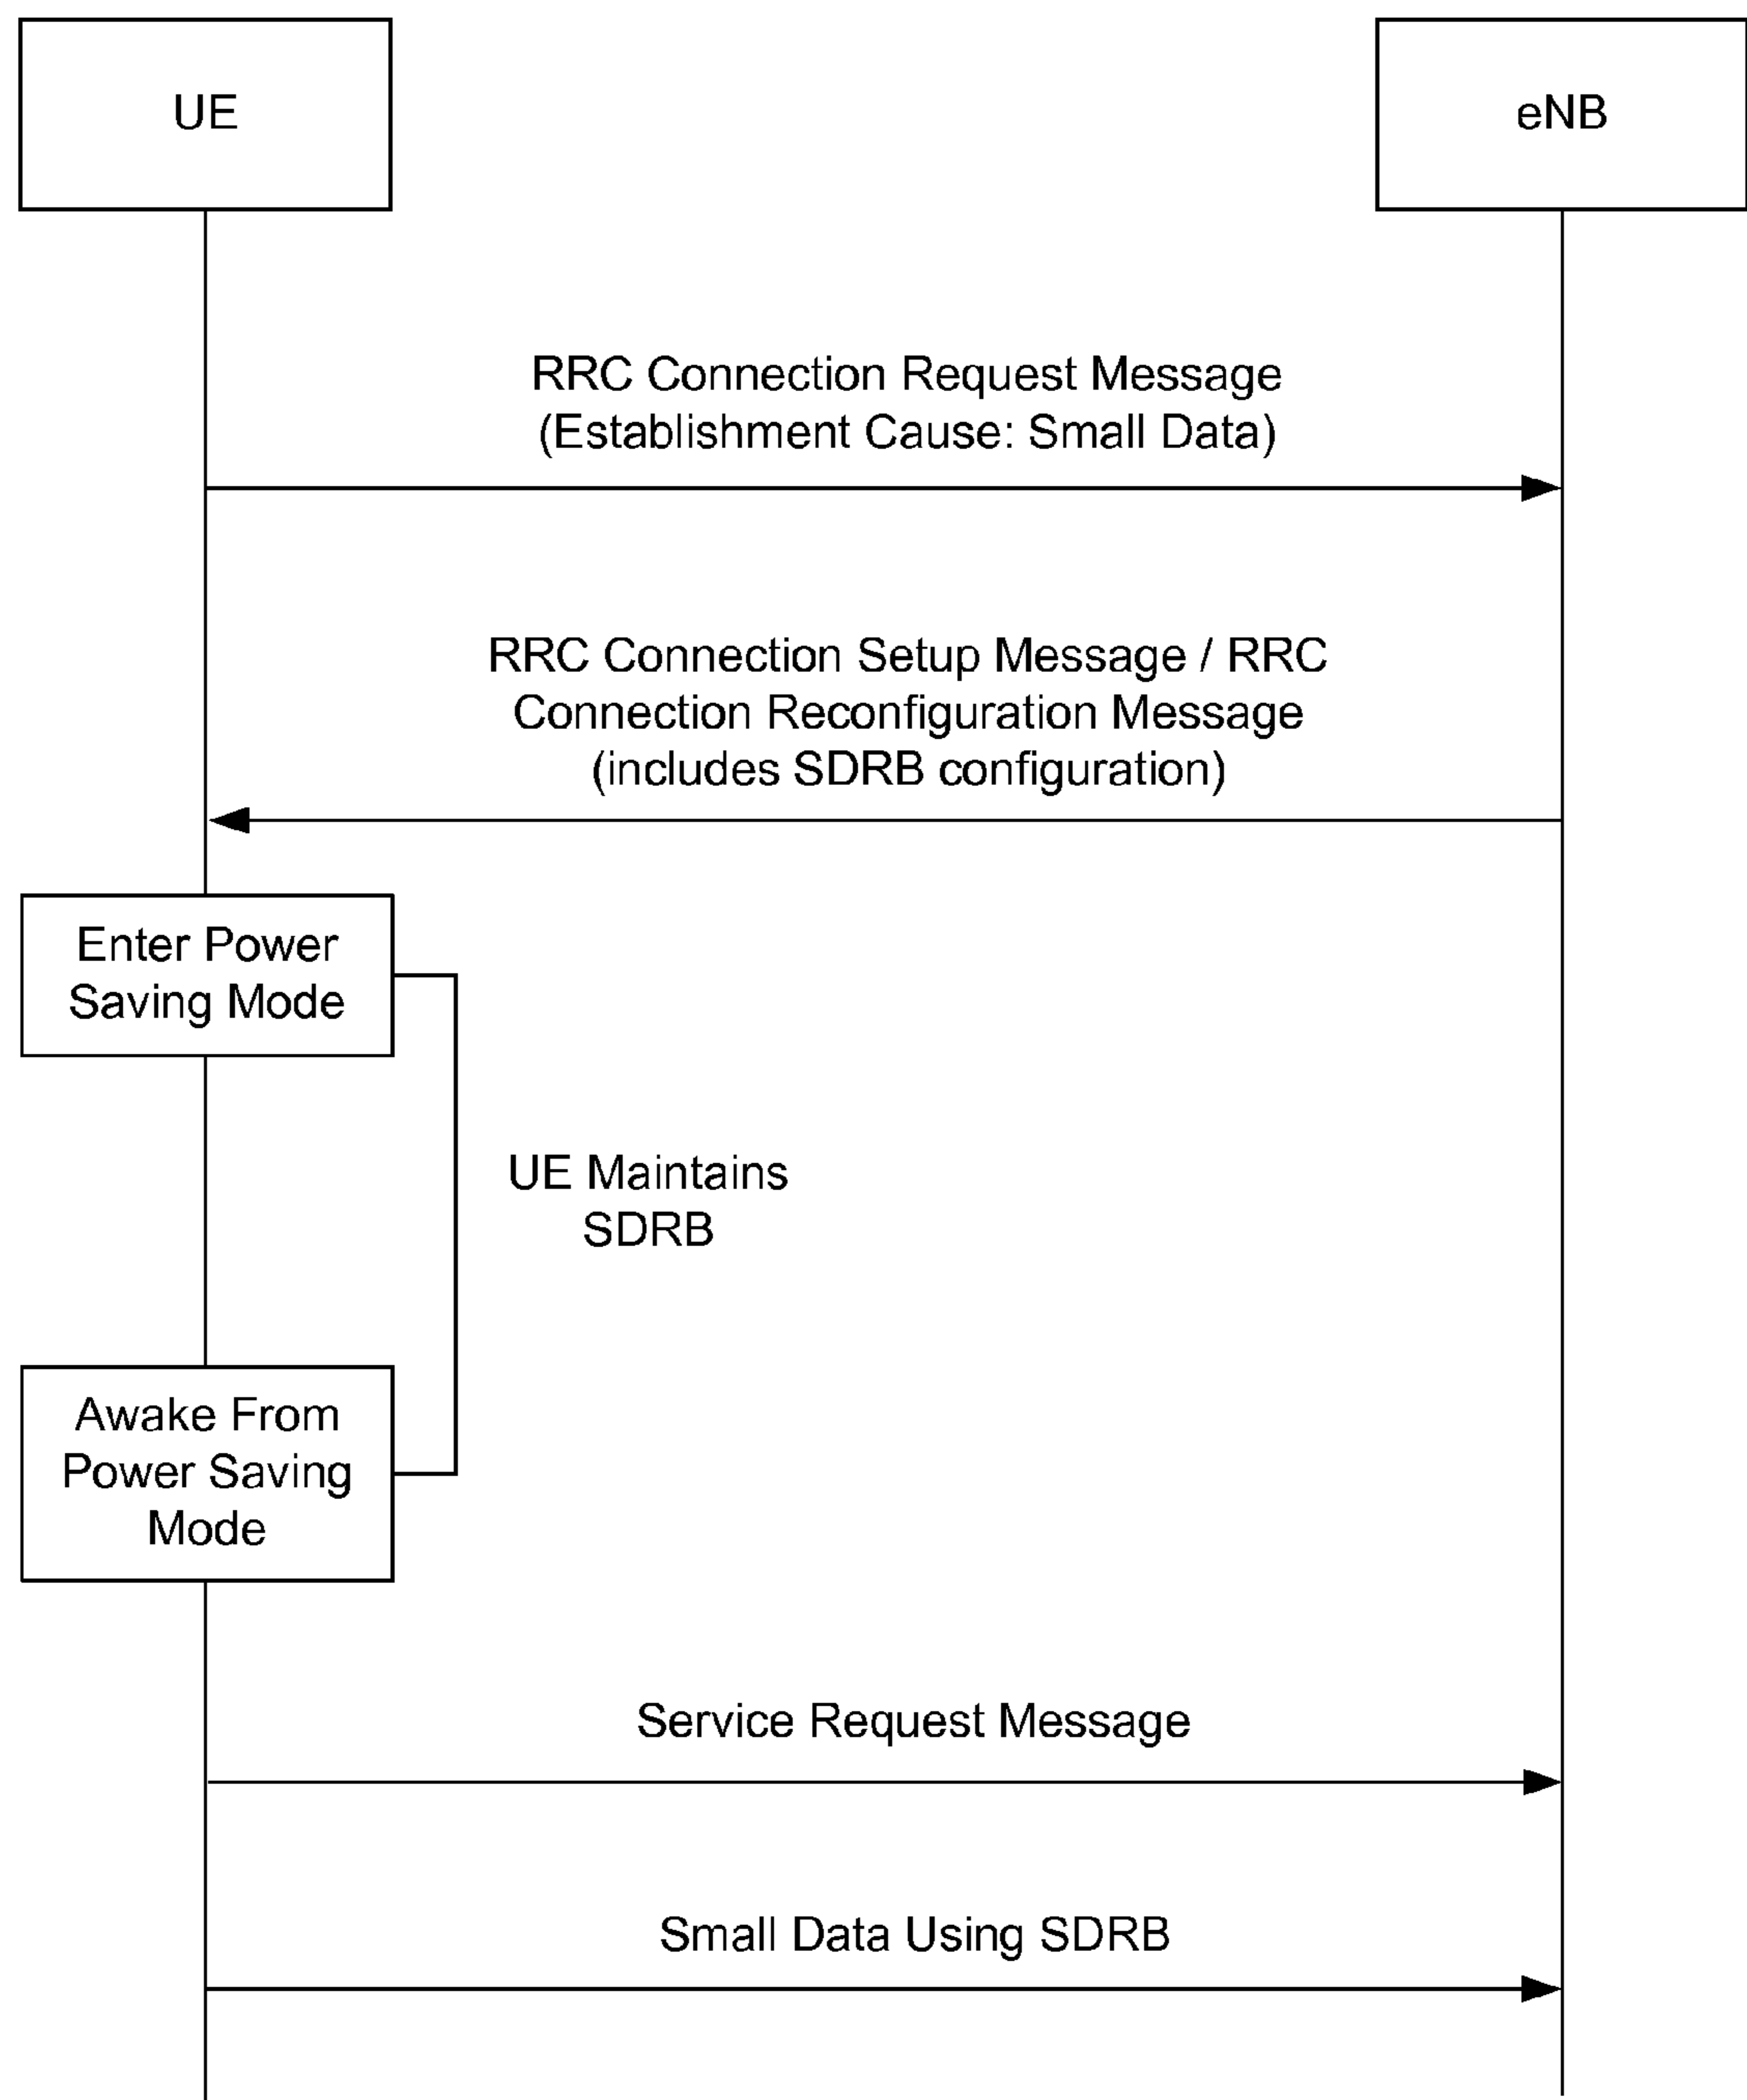 UE
eNB
RRC Connection Request Message
(Establishment Cause: Small Data)
RRC Connection Setup Message / RRC
Connection Reconfiguration Message
(includes SDRB configuration)
Enter Power
Saving Mode
UE Maintains
SDRB
Awake From
Power Saving
Mode
Service Request Message
Small Data Using SDRB